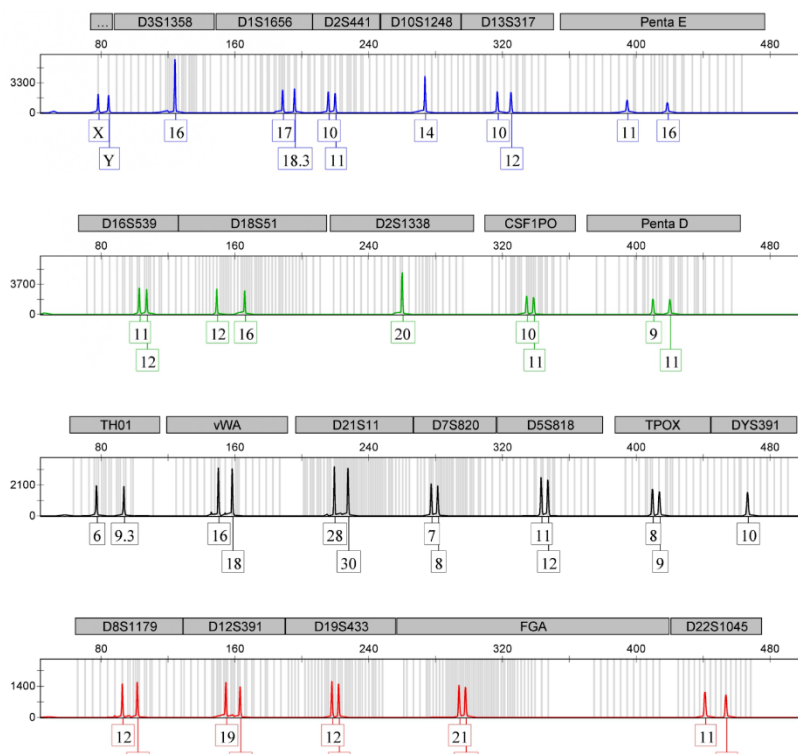 ... D3S1358 D1S1656 D2S441 D10S1248 D13S317 Penta E
80 160 240 320 400 480
3300
0
X 16 17 10 14 10 11 16
Y 18.3 11 12
D16S539 D18S51 D2S1338 CSF1PO Penta D
80 160 240 320 400 480
3700
0
11 12 16 20 10 9
12 11 11
TH01 vWA D21S11 D7S820 D5S818 TPOX DYS391
80 160 240 320 400 480
2100
0
6 9.3 16 28 7 11 8 10
18 30 8 12 9
D8S1179 D12S391 D19S433 FGA D22S1045
80 160 240 320 400 480
1400
0
12 19 12 21 11